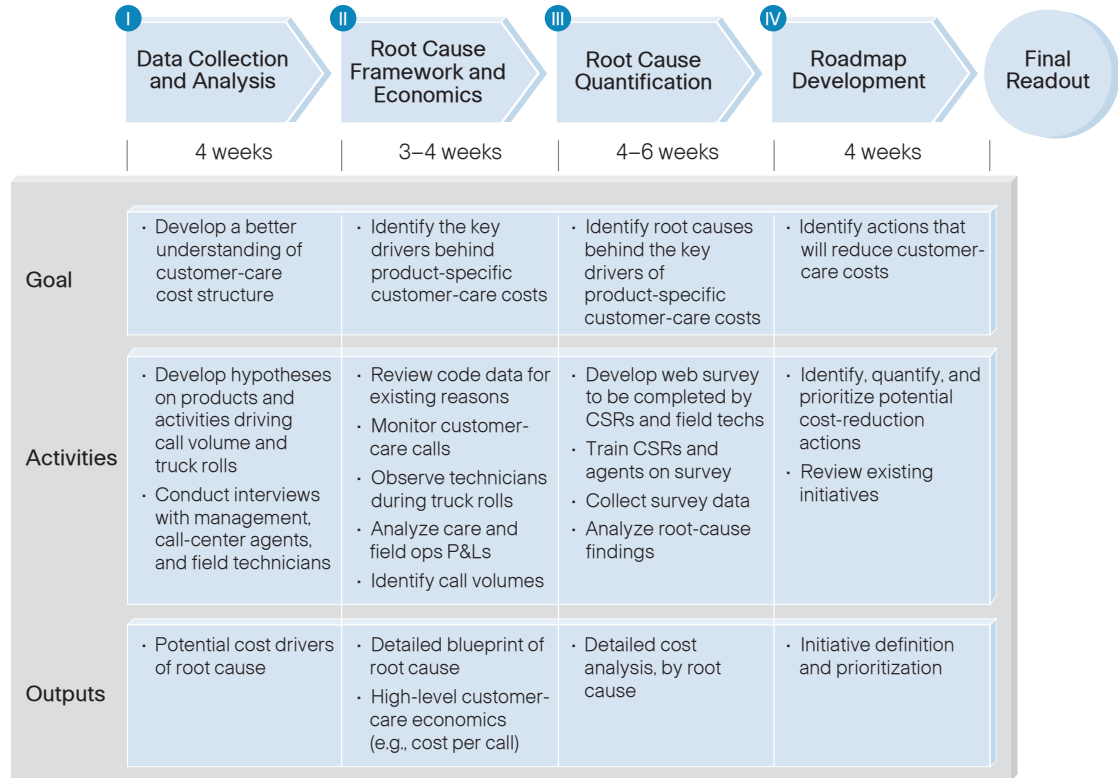 I
Data Collection
and Analysis
II
Root Cause
Framework and
Economics
III
Root Cause
Quantification
IV
Roadmap
Development
Final
Readout
4 weeks
3–4 weeks
4–6 weeks
4 weeks
Goal
· Develop a better
understanding of
customer-care
cost structure
· Identify the key
drivers behind
product-specific
customer-care costs
· Identify root causes
behind the key
drivers of
product-specific
customer-care costs
· Identify actions that
will reduce customer-
care costs
Activities
· Develop hypotheses
on products and
activities driving
call volume and
truck rolls
· Conduct interviews
with management,
call-center agents,
and field technicians
· Review code data for
existing reasons
· Monitor customer-
care calls
· Observe technicians
during truck rolls
· Analyze care and
field ops P&Ls
· Identify call volumes
· Develop web survey
to be completed by
CSRs and field techs
· Train CSRs and
agents on survey
· Collect survey data
· Analyze root-cause
findings
· Identify, quantify, and
prioritize potential
cost-reduction
actions
· Review existing
initiatives
Outputs
· Potential cost drivers
of root cause
· Detailed blueprint of
root cause
· High-level customer-
care economics
(e.g., cost per call)
· Detailed cost
analysis, by root
cause
· Initiative definition
and prioritization